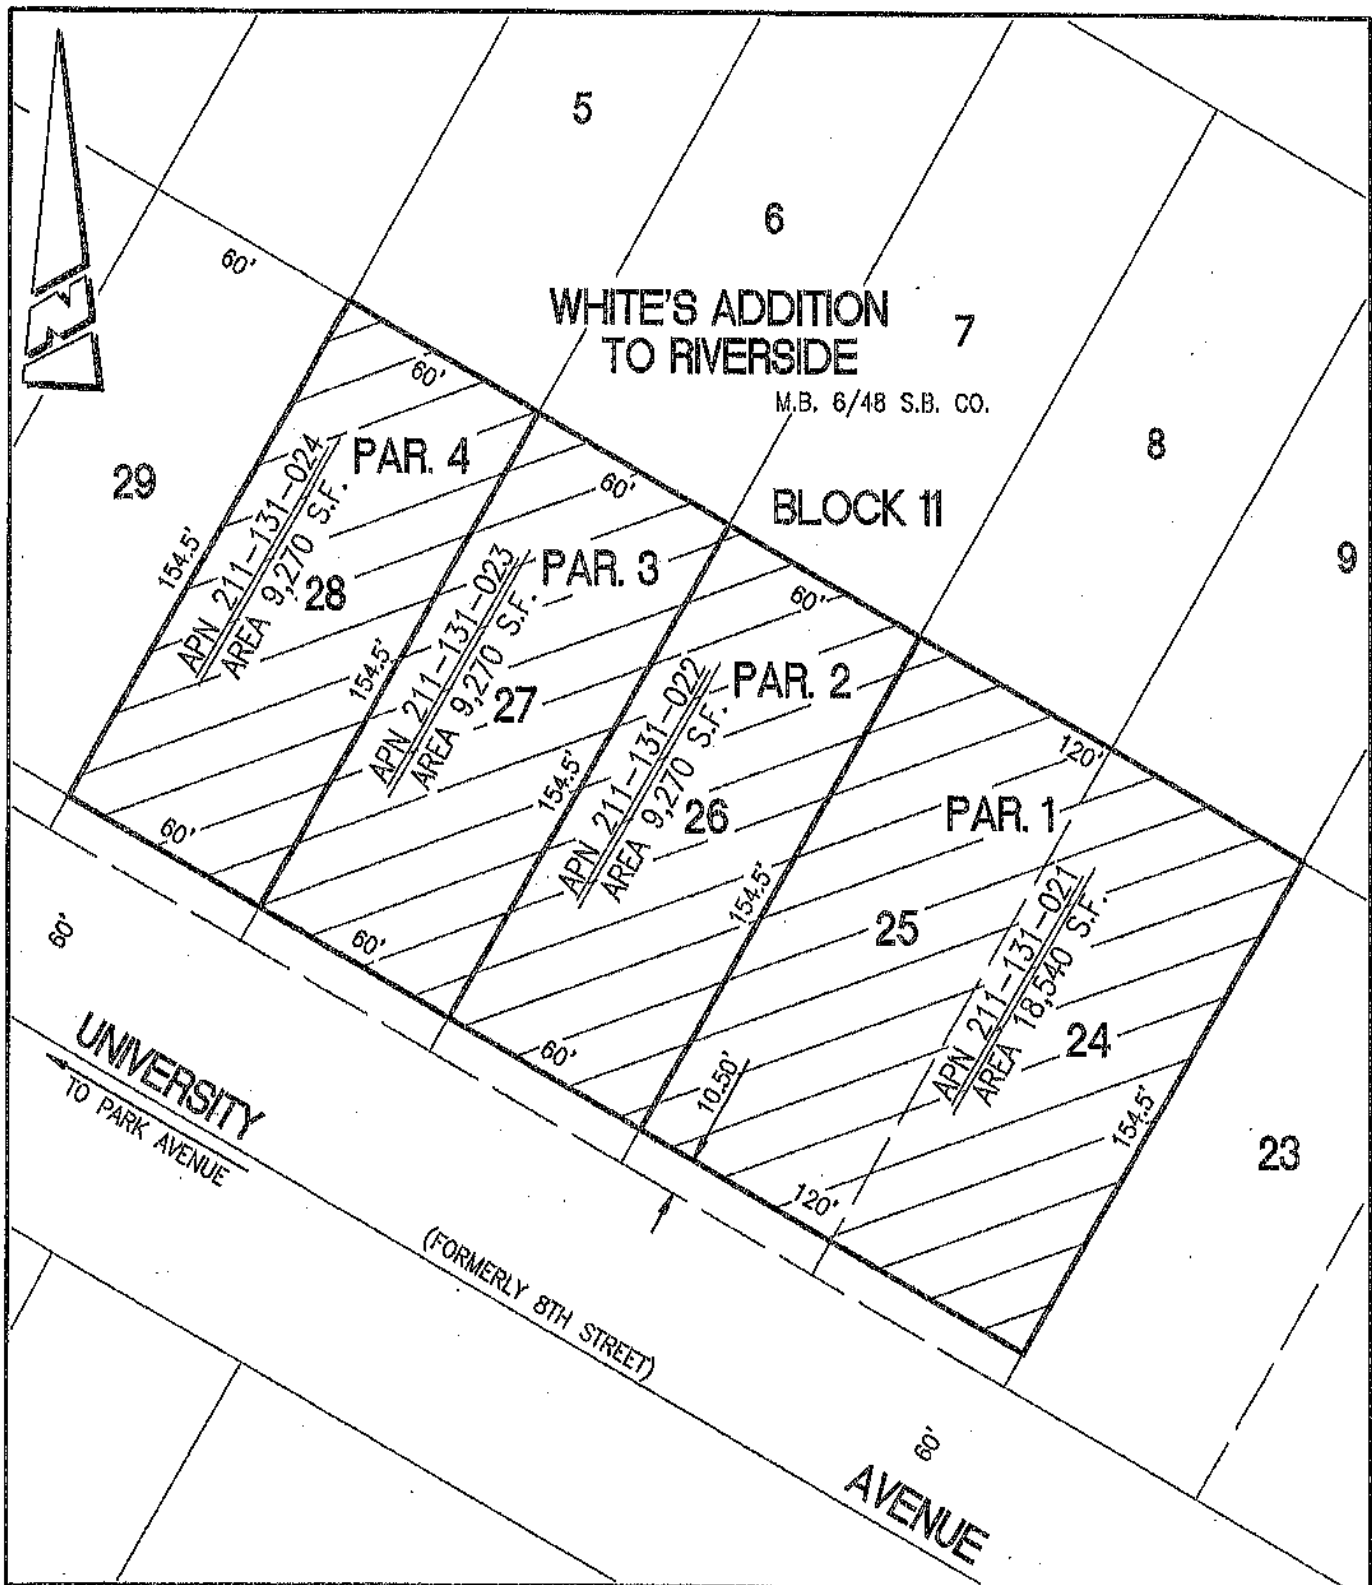 N
5
6
60'
WHITE'S ADDITION
TO RIVERSIDE
7
M.B. 6/48 S.B. CO.
8
9
BLOCK 11
29
60'
154.5'
APN 211-131-024
AREA 9,270 S.F.
PAR. 4
28
60'
60'
154.5'
APN 211-131-023
AREA 9,270 S.F.
PAR. 3
27
60'
60'
154.5'
APN 211-131-022
AREA 9,270 S.F.
PAR. 2
26
60'
120'
PAR. 1
154.5'
25
APN 211-131-021
AREA 18,540 S.F.
24
154.5'
23
10.50'
120'
60'
UNIVERSITY
TO PARK AVENUE
(FORMERLY 8TH STREET)
60'
AVENUE